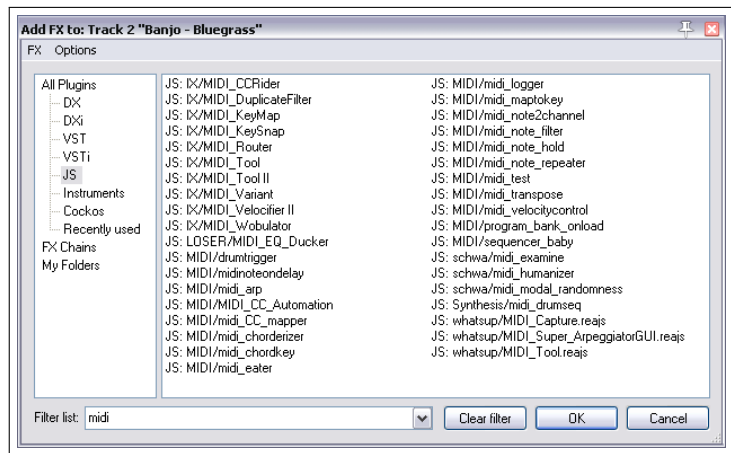 Add FX to: Track 2 "Banjo - Bluegrass"
FX Options
All Plugins
DX
DXi
VST
VSTi
JS
Instruments
Cockos
Recently used
FX Chains
My Folders
JS: IX/MIDI_CCRider
JS: IX/MIDI_DuplicateFilter
JS: IX/MIDI_KeyMap
JS: IX/MIDI_KeySnap
JS: IX/MIDI_Router
JS: IX/MIDI_Tool
JS: IX/MIDI_Tool II
JS: IX/MIDI_Variant
JS: IX/MIDI_Velocifier II
JS: IX/MIDI_Wobulator
JS: LOSER/MIDI_EQ_Ducker
JS: MIDI/drumtrigger
JS: MIDI/midinoteondelay
JS: MIDI/midi_arp
JS: MIDI/MIDI_CC_Automation
JS: MIDI/midi_CC_mapper
JS: MIDI/midi_chorderizer
JS: MIDI/midi_chordkey
JS: MIDI/midi_eater
JS: MIDI/midi_logger
JS: MIDI/midi_maptokey
JS: MIDI/midi_note2channel
JS: MIDI/midi_note_filter
JS: MIDI/midi_note_hold
JS: MIDI/midi_note_repeater
JS: MIDI/midi_test
JS: MIDI/midi_transpose
JS: MIDI/midi_velocitycontrol
JS: MIDI/program_bank_onload
JS: MIDI/sequencer_baby
JS: schwa/midi_examine
JS: schwa/midi_humanizer
JS: schwa/midi_modal_randomness
JS: Synthesis/midi_drumseq
JS: whatsup/MIDI_Capture.reajs
JS: whatsup/MIDI_Super_ArpeggiatorGUI.reajs
JS: whatsup/MIDI_Tool.reajs
Filter list: midi Clear filter OK Cancel